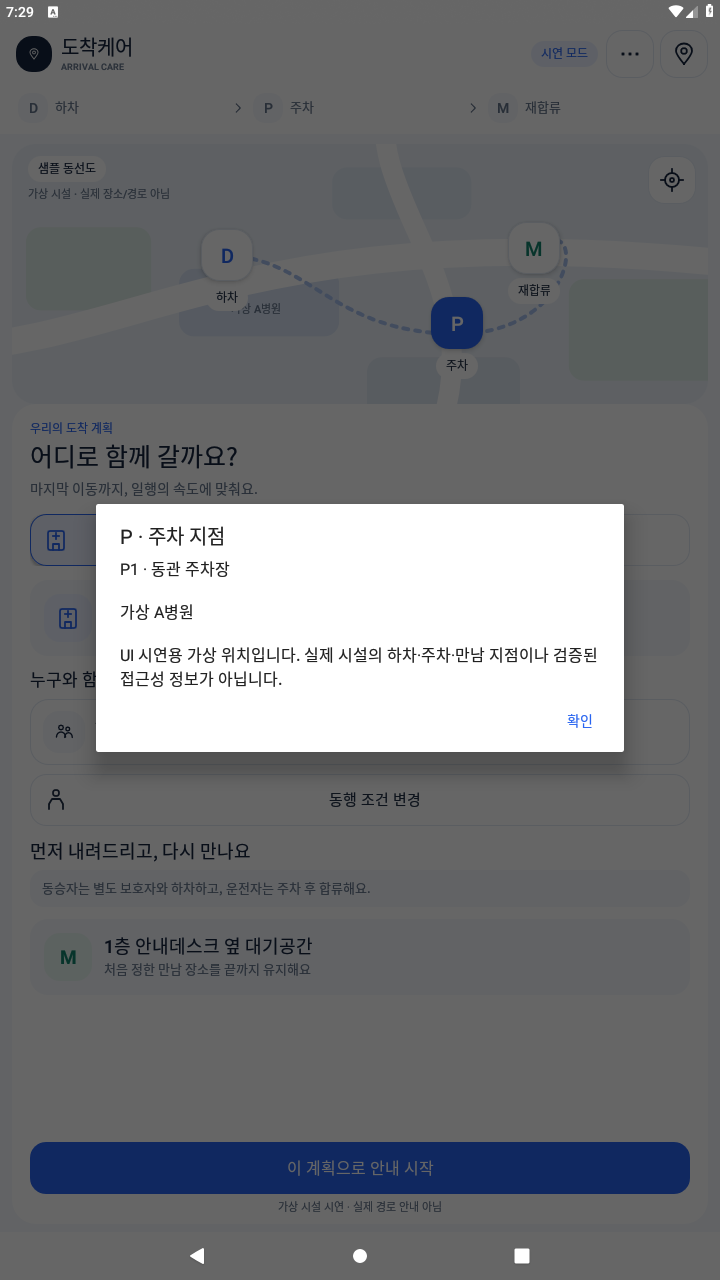 7:29
도착케어
ARRIVAL CARE
시연 모드
D 하차
P 주차
M 재합류
샘플 동선도
가상 시설 · 실제 장소/경로 아님
D
하차
A병원
P
주차
M
재합류
우리의 도착 계획
어디로 함께 갈까요?
마지막 이동까지, 일행의 속도에 맞춰요.
P · 주차 지점
P1 · 동관 주차장
가상 A병원
UI 시연용 가상 위치입니다. 실제 시설의 하차·주차·만남 지점이나 검증된
접근성 정보가 아닙니다.
확인
누구와 함
동행 조건 변경
먼저 내려드리고, 다시 만나요
동승자는 별도 보호자와 하차하고, 운전자는 주차 후 합류해요.
M
1층 안내데스크 옆 대기공간
처음 정한 만남 장소를 끝까지 유지해요
이 계획으로 안내 시작
가상 시설 시연 · 실제 경로 안내 아님